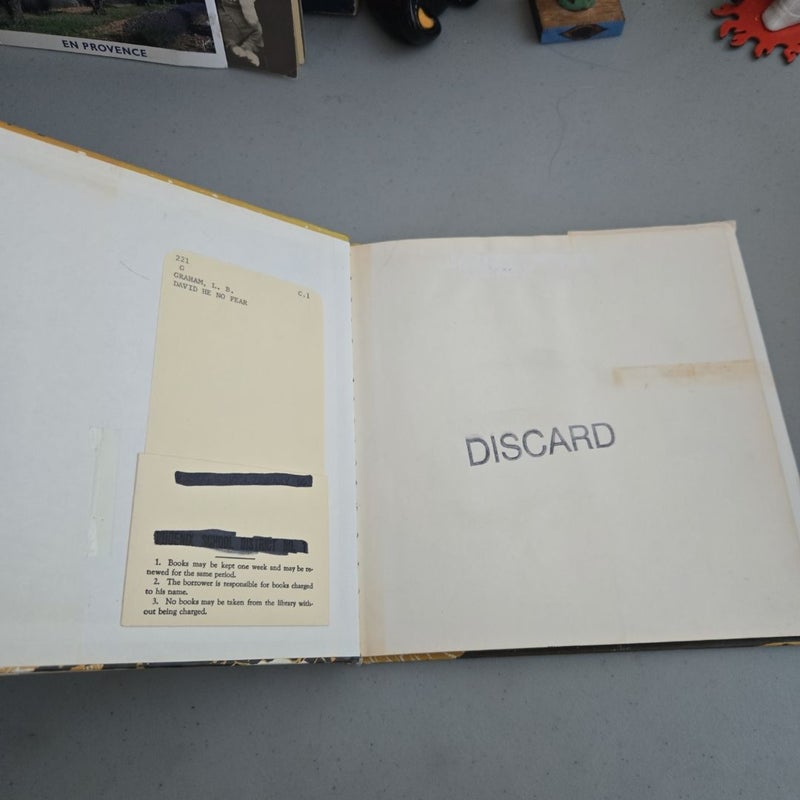 EN PROVENCE
221
G
GRAHAM, L. B.
C.1
DAVID HE NO FEAR
SCHOOL DISTRICT
1. Books may be kept one week and may be re-
newed for the same period.
2. The borrower is responsible for books charged
to his name.
3. No books may be taken from the library with-
out being charged.
DISCARD